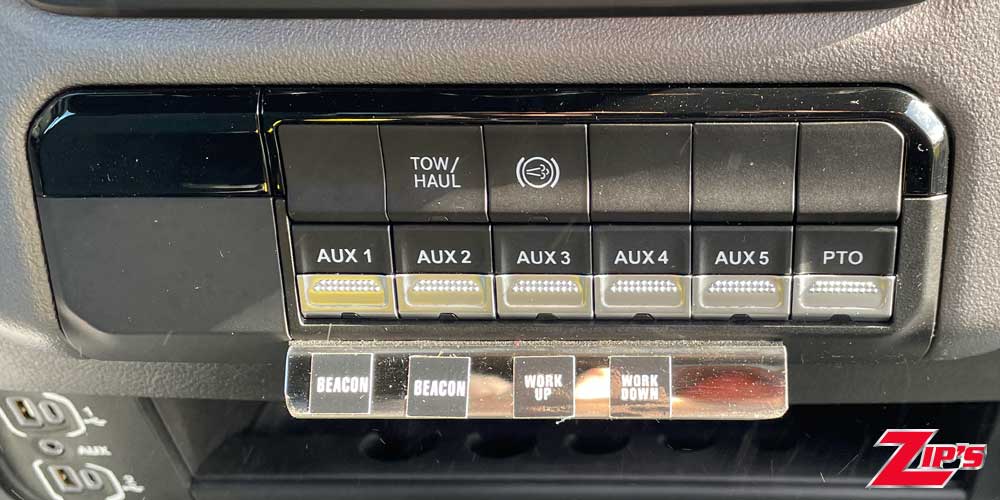 TOW/
HAUL
AUX 1
AUX 2
AUX 3
AUX 4
AUX 5
PTO
BEACON
BEACON
WORK
UP
WORK
DOWN
1
AUX
ZIP'S